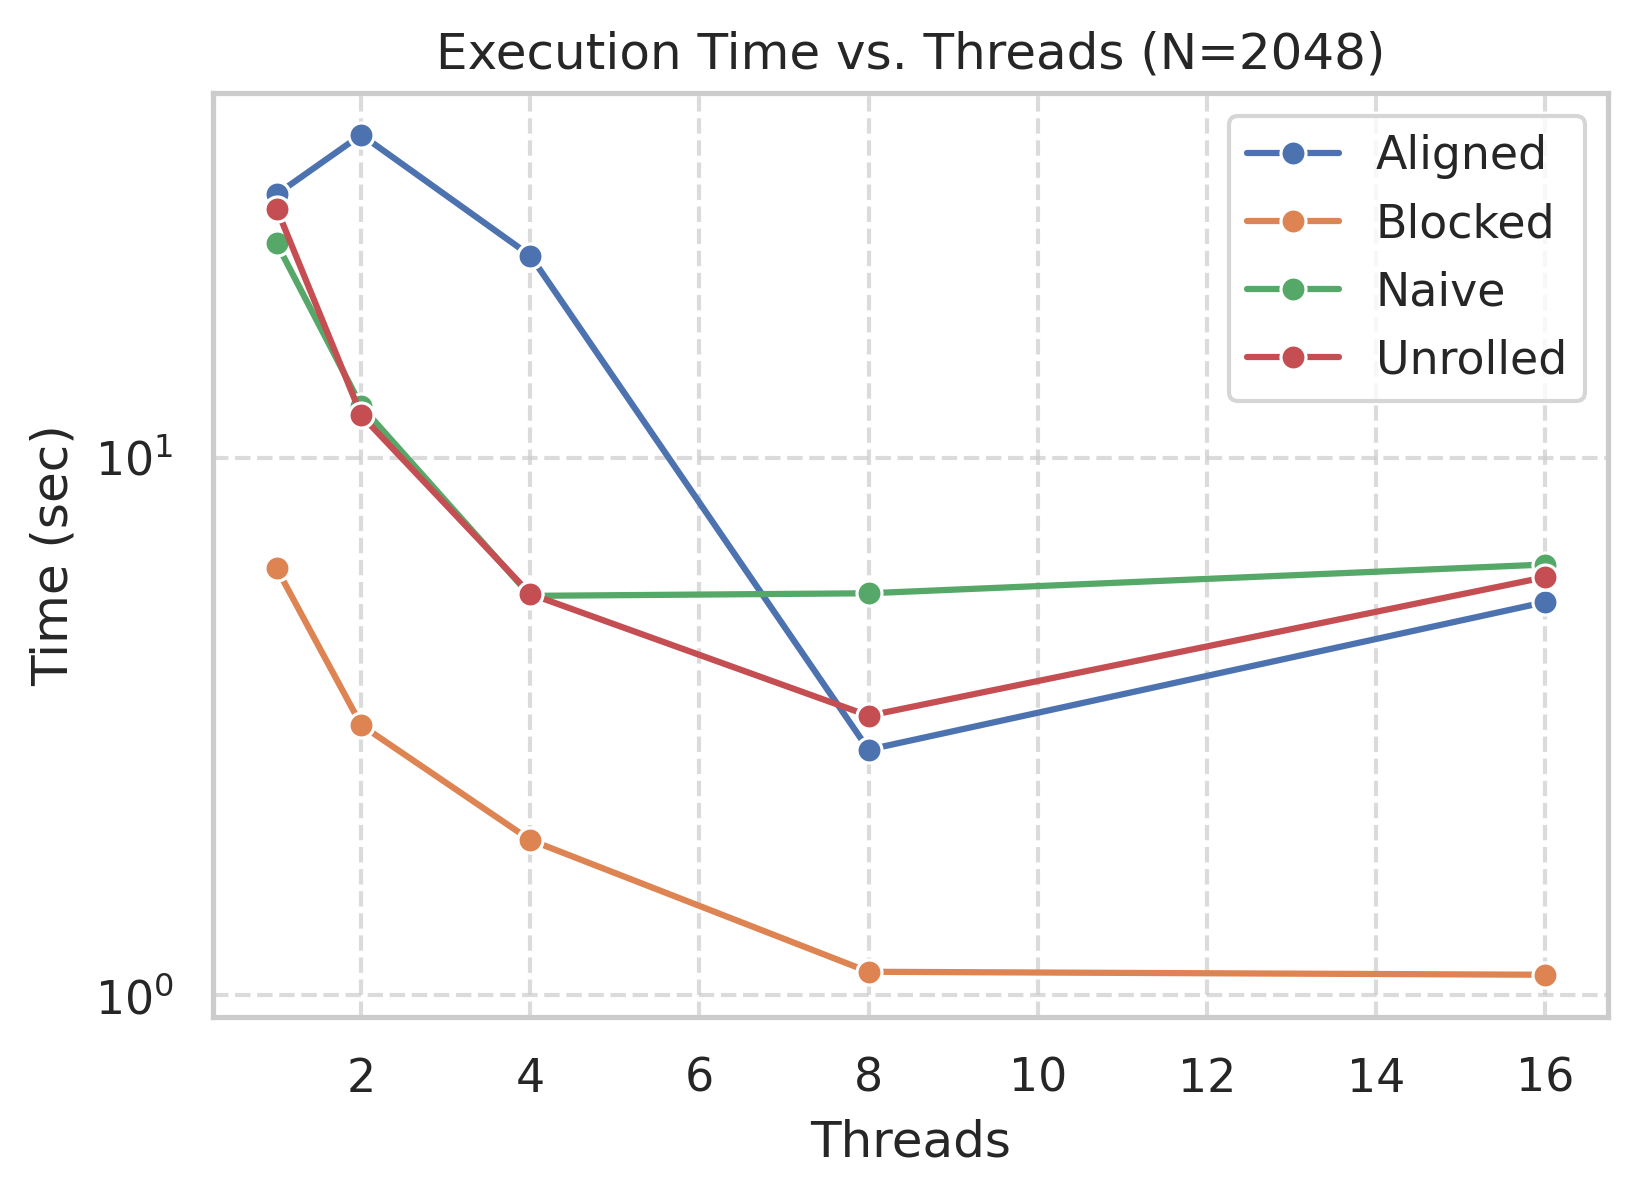 Execution Time vs. Threads (N=2048)
Aligned
Blocked
Naive
Unrolled
Time (sec)
10¹
10⁰
2 4 6 8 10 12 14 16
Threads